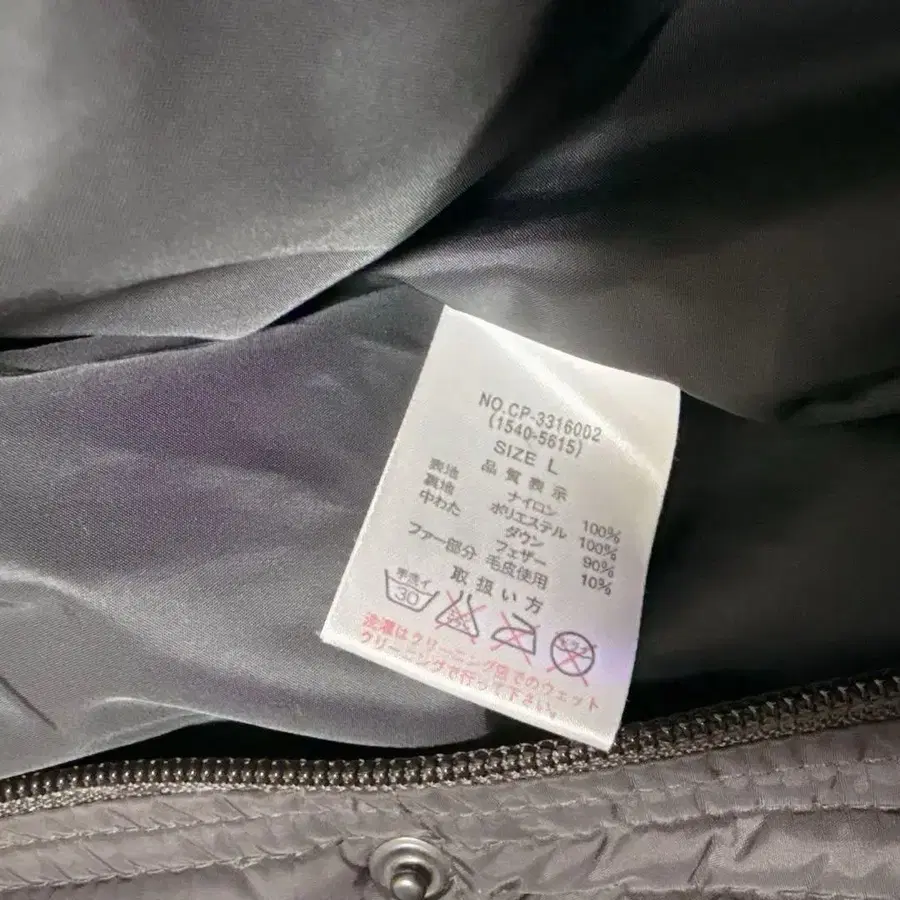 NO.CP-3316002
(1540-5615)
SIZE L
品質表示
表地 ナイロン 100%
裏地 ポリエステル 100%
中わた ダウン 90%
フェザー 10%
ファー部分 毛皮使用
取扱い方
手洗イ
30
洗濯はクリーニング店でのウェット
クリーニングで行って下さい。